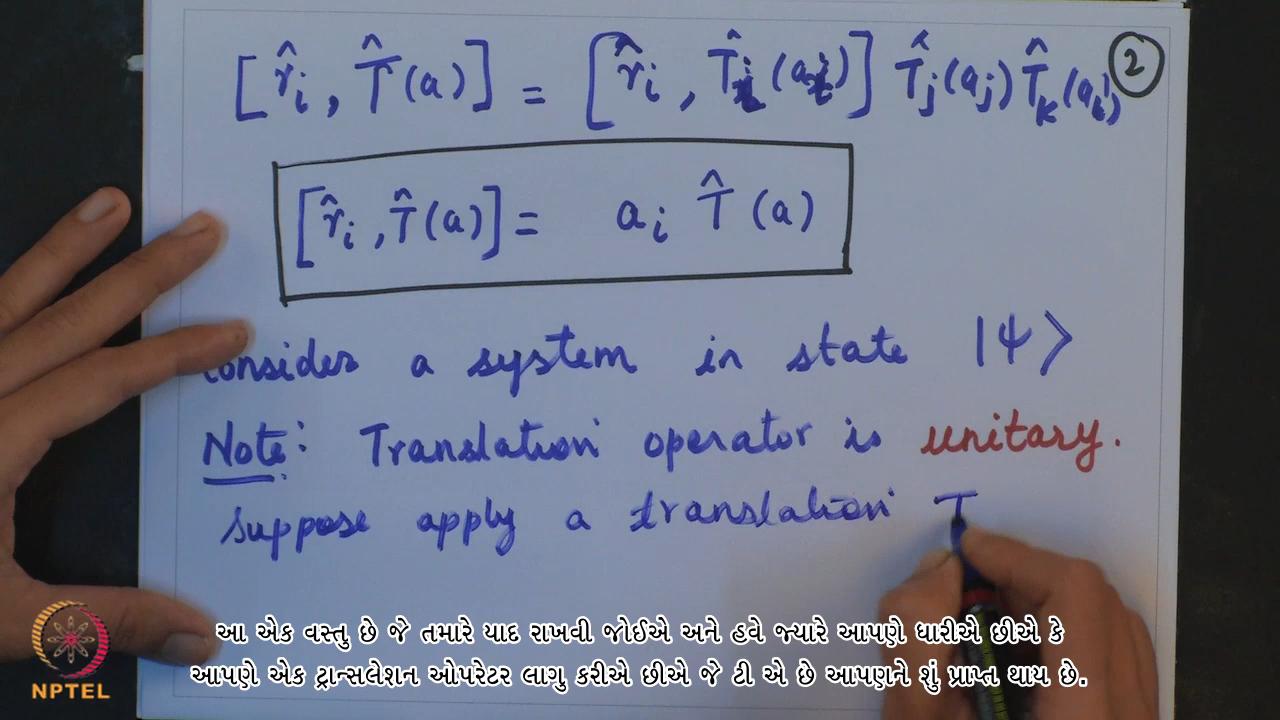 [r̂ᵢ, T̂(a)] = [r̂ᵢ, T̂ᵢ(aᵢ)] T̂ⱼ(aⱼ) T̂ₖ(aₖ) ②
[r̂ᵢ, T̂(a)] = aᵢ T̂(a)
Consider a system in state |ψ⟩
Note: Translation operator is unitary.
suppose apply a translation T
આ એક વસ્તુ છે જે તમારે યાદ રાખવી જોઈએ અને હવે જ્યારે આપણે ધારીએ છીએ કે
આપણે એક ટ્રાન્સલેશન ઓપરેટર લાગુ કરીએ છીએ જે ટી એ છે આપણને શું પ્રાપ્ત થાય છે.
NPTEL